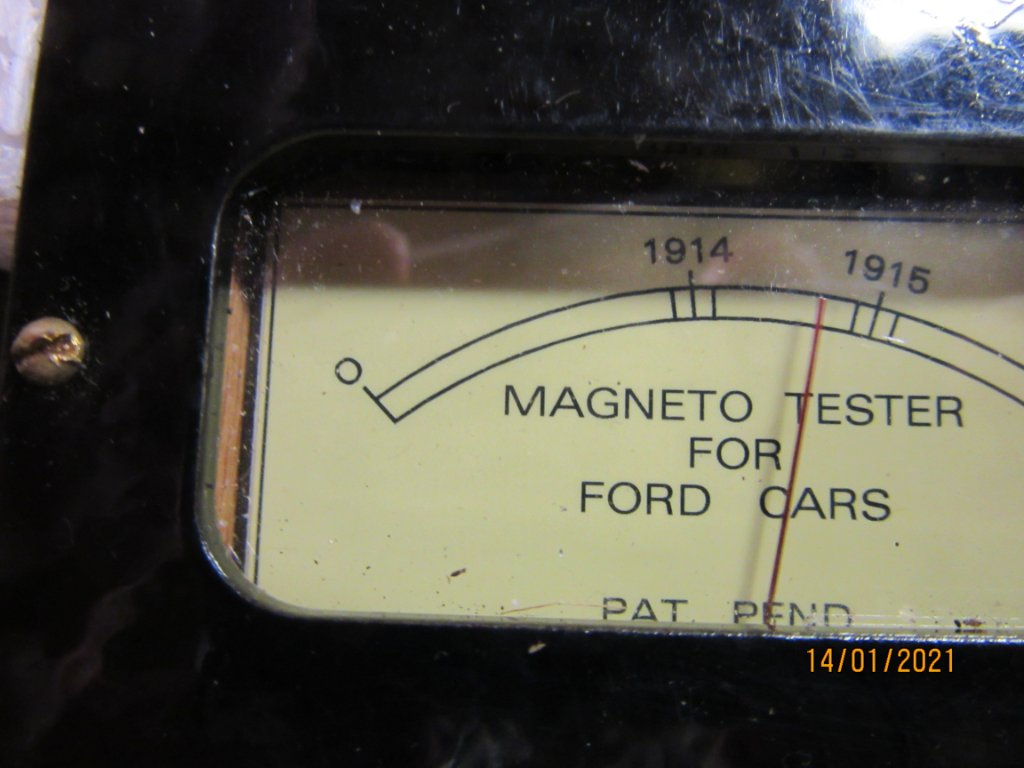 1914
1915
O
MAGNETO TESTER
FOR
FORD CARS
PAT. PEND
14/01/2021